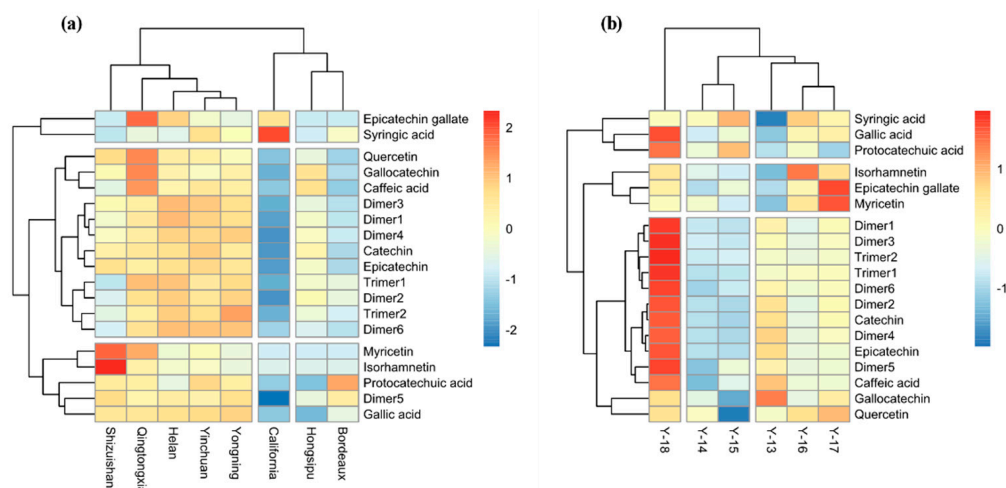 (a)
Epicatechin gallate
Syringic acid
Quercetin
Gallocatechin
Caffeic acid
Dimer3
Dimer1
Dimer4
Catechin
Epicatechin
Trimer1
Dimer2
Trimer2
Dimer6
Myricetin
Isorhamnetin
Protocatechuic acid
Dimer5
Gallic acid
2
1
0
-1
-2
Shizuishan
Qingtongxi
Helan
Yinchuan
Yongning
California
Hongsipu
Bordeaux
(b)
Syringic acid
Gallic acid
Protocatechuic acid
Isorhamnetin
Epicatechin gallate
Myricetin
Dimer1
Dimer3
Trimer2
Trimer1
Dimer6
Dimer2
Catechin
Dimer4
Epicatechin
Dimer5
Caffeic acid
Gallocatechin
Quercetin
1
0
-1
Y-18
Y-14
Y-15
Y-13
Y-16
Y-17